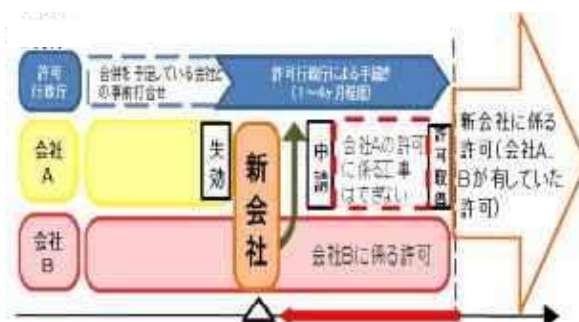 許可
行政庁
合併を予定している会社と
の事前打合せ
許可行政庁による手続き
(1～4ヶ月程度)
会社
A
失効
新会社
申請
会社Aの許可
に係る工事
はできない
許可取得
新会社に係る
許可(会社A、
Bが有していた
許可)
会社
B
会社Bに係る許可